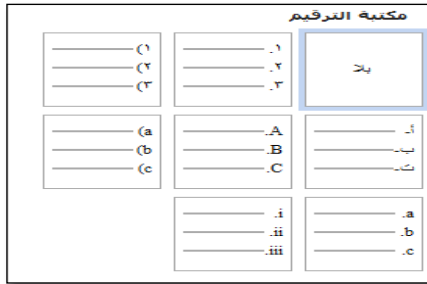 مكتبة الترقيم
بلا
١.
٢.
٣.
١)
٢)
٣)
أ-
ب-
ت-
A.
B.
C.
a)
b)
c)
a.
b.
c.
i.
ii.
iii.